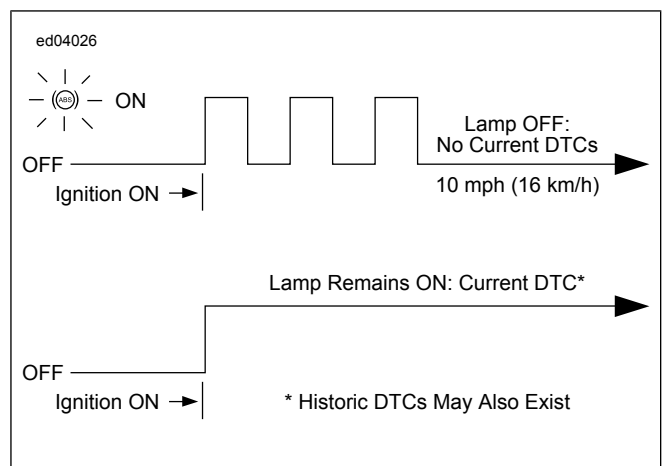 ed04026
ABS
ON
Lamp OFF:
No Current DTCs
OFF
Ignition ON
10 mph (16 km/h)
Lamp Remains ON: Current DTC*
OFF
Ignition ON
* Historic DTCs May Also Exist